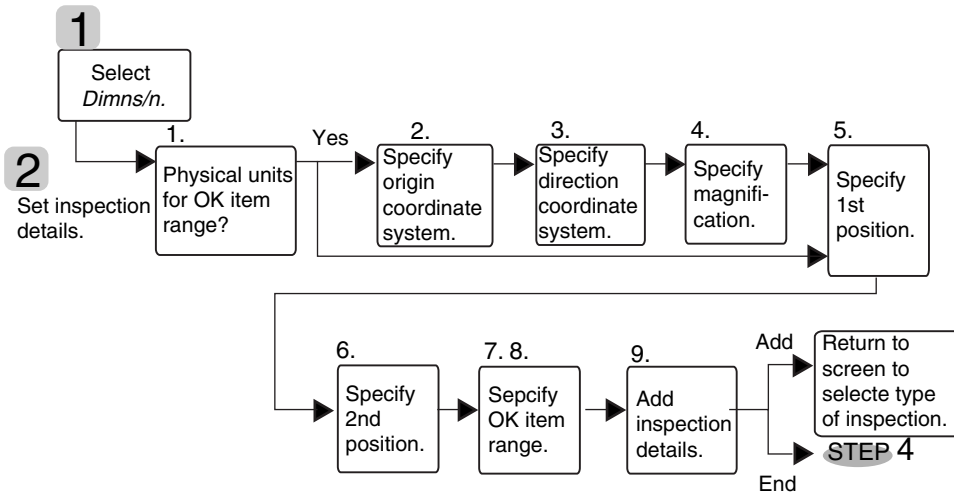 1
Select
Dimns/n.
2
Set inspection
details.
1.
Physical units
for OK item
range?
Yes
2.
Specify
origin
coordinate
system.
3.
Specify
direction
coordinate
system.
4.
Specify
magnifi-
cation.
5.
Specify
1st
position.
6.
Specify
2nd
position.
7. 8.
Sepcify
OK item
range.
9.
Add
inspection
details.
Add
Return to
screen to
selecte type
of inspection.
End
STEP 4